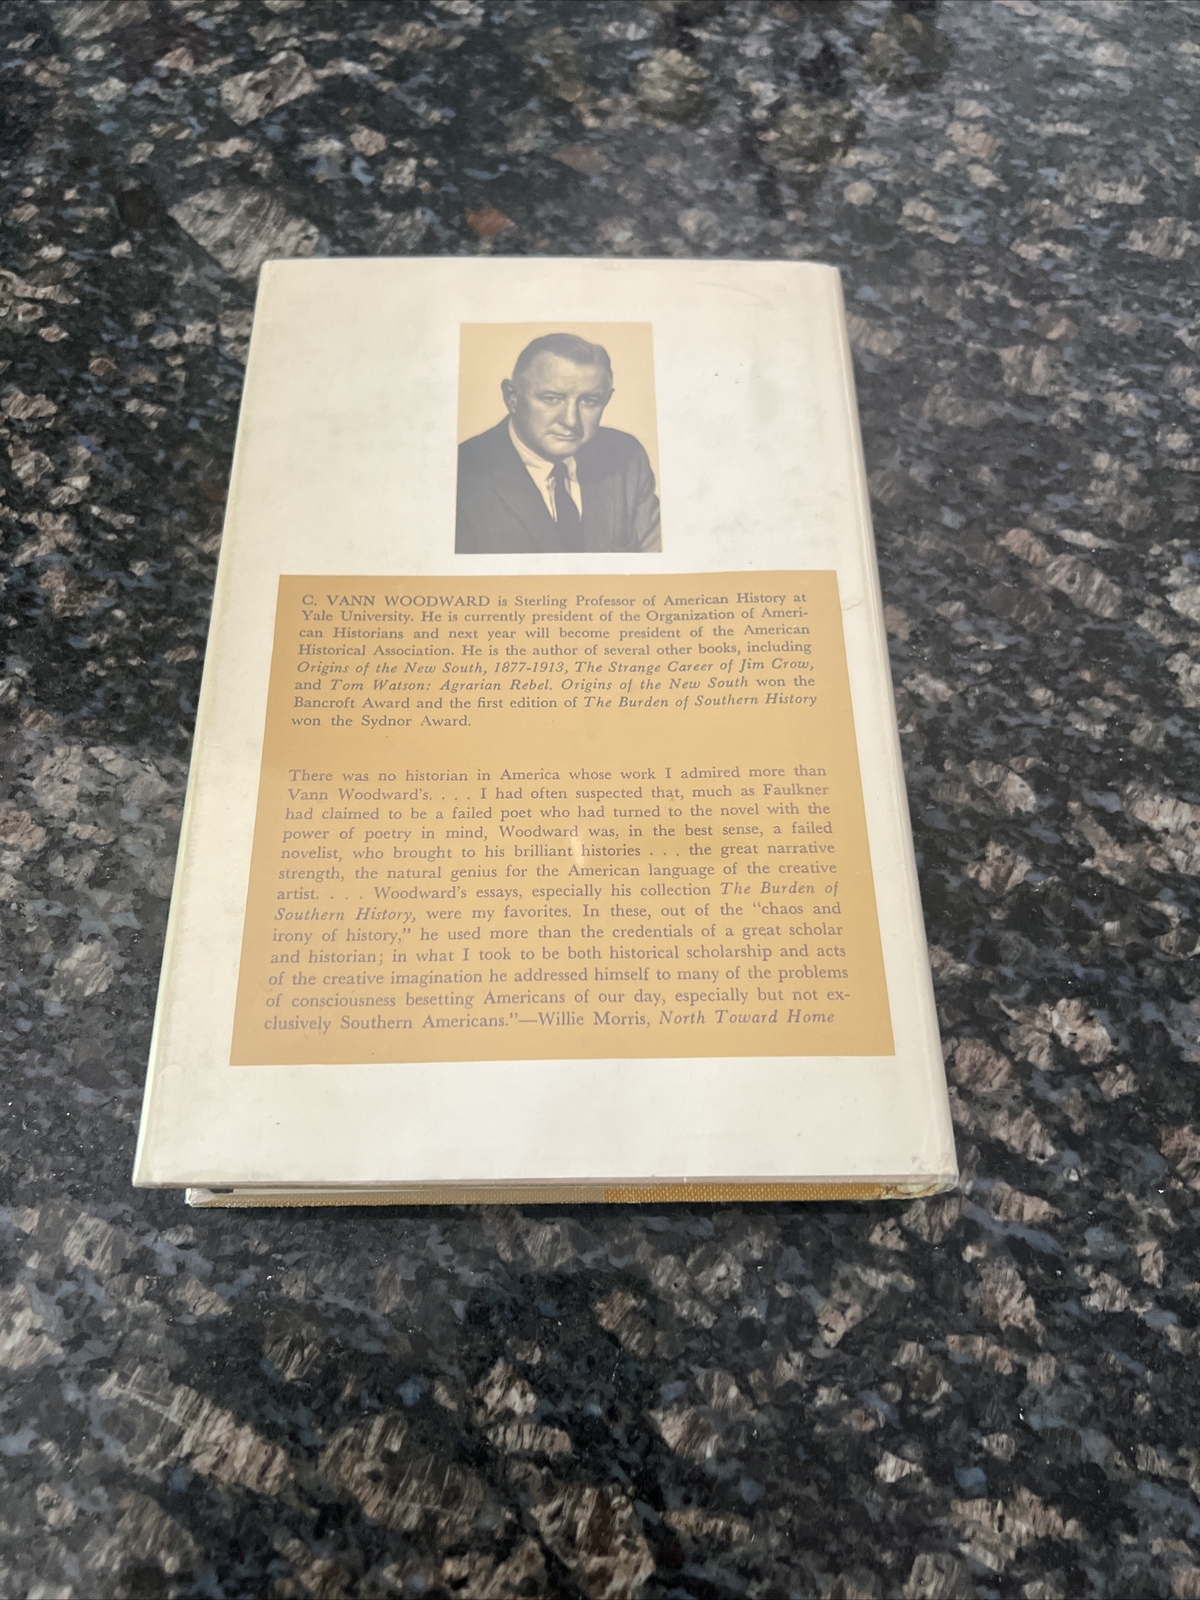 C. VANN WOODWARD is Sterling Professor of American History at
Yale University. He is currently president of the Organization of Ameri-
can Historians and next year will become president of the American
Historical Association. He is the author of several other books, including
Origins of the New South, 1877-1913, The Strange Career of Jim Crow,
and Tom Watson: Agrarian Rebel. Origins of the New South won the
Bancroft Award and the first edition of The Burden of Southern History
won the Sydnor Award.
There was no historian in America whose work I admired more than
Vann Woodward's. . . . I had often suspected that, much as Faulkner
had claimed to be a failed poet who had turned to the novel with the
power of poetry in mind, Woodward was, in the best sense, a failed
novelist, who brought to his brilliant histories . . . the great narrative
strength, the natural genius for the American language of the creative
artist. . . . Woodward's essays, especially his collection The Burden of
Southern History, were my favorites. In these, out of the "chaos and
irony of history," he used more than the credentials of a great scholar
and historian; in what I took to be both historical scholarship and acts
of the creative imagination he addressed himself to many of the problems
of consciousness besetting Americans of our day, especially but not ex-
clusively Southern Americans."—Willie Morris, North Toward Home